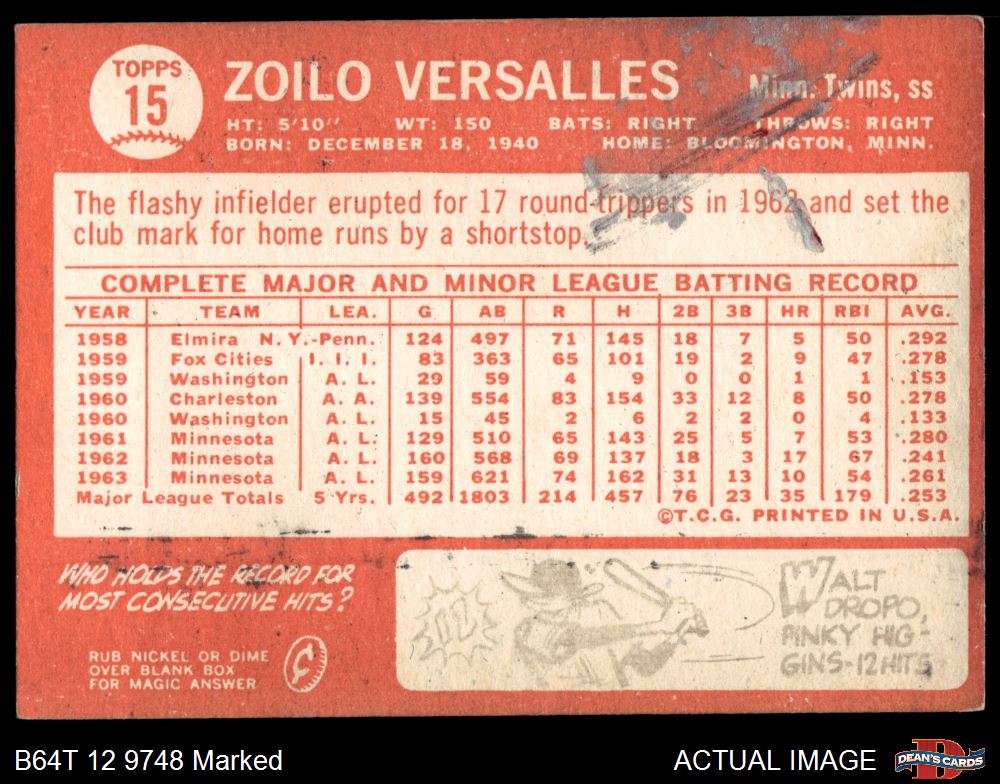 TOPPS
15
ZOILO VERSALLES
Minn. Twins, ss
HT: 5'10" WT: 150 BATS: RIGHT THROWS: RIGHT
BORN: DECEMBER 18, 1940 HOME: BLOOMINGTON, MINN.
The flashy infielder erupted for 17 round-trippers in 1962 and set the
club mark for home runs by a shortstop.
COMPLETE MAJOR AND MINOR LEAGUE BATTING RECORD
YEAR TEAM LEA. G AB R H 2B 3B HR RBI AVG.
1958 Elmira N.Y.-Penn. 124 497 71 145 18 7 5 50 .292
1959 Fox Cities I. I. I. 83 363 65 101 19 2 9 47 .278
1959 Washington A. L. 29 59 4 9 0 0 1 1 .153
1960 Charleston A. A. 139 554 83 154 33 12 8 50 .278
1960 Washington A. L. 15 45 2 6 2 2 0 4 .133
1961 Minnesota A. L. 129 510 65 143 25 5 7 53 .280
1962 Minnesota A. L. 160 568 69 137 18 3 17 67 .241
1963 Minnesota A. L. 159 621 74 162 31 13 10 54 .261
Major League Totals 5 Yrs. 492 1803 214 457 76 23 35 179 .253
©T.C.G. PRINTED IN U.S.A.
WHO HOLDS THE RECORD FOR
MOST CONSECUTIVE HITS?
RUB NICKEL OR DIME
OVER BLANK BOX
FOR MAGIC ANSWER
¢
12
WALT
DROPO,
PINKY HIG-
GINS-12 HITS
B64T 12 9748 Marked
ACTUAL IMAGE
DEAN'S CARDS